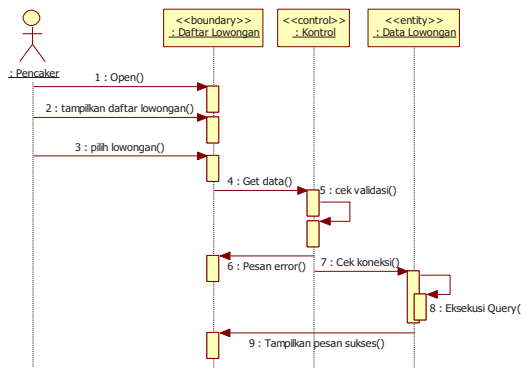 <<boundary>>
: Daftar Lowongan
<<control>>
: Kontrol
<<entity>>
: Data Lowongan
: Pencaker
1 : Open()
2 : tampilkan daftar lowongan()
3 : pilih lowongan()
4 : Get data()
5 : cek validasi()
6 : Pesan error()
7 : Cek koneksi()
8 : Eksekusi Query(
9 : Tampilkan pesan sukses()